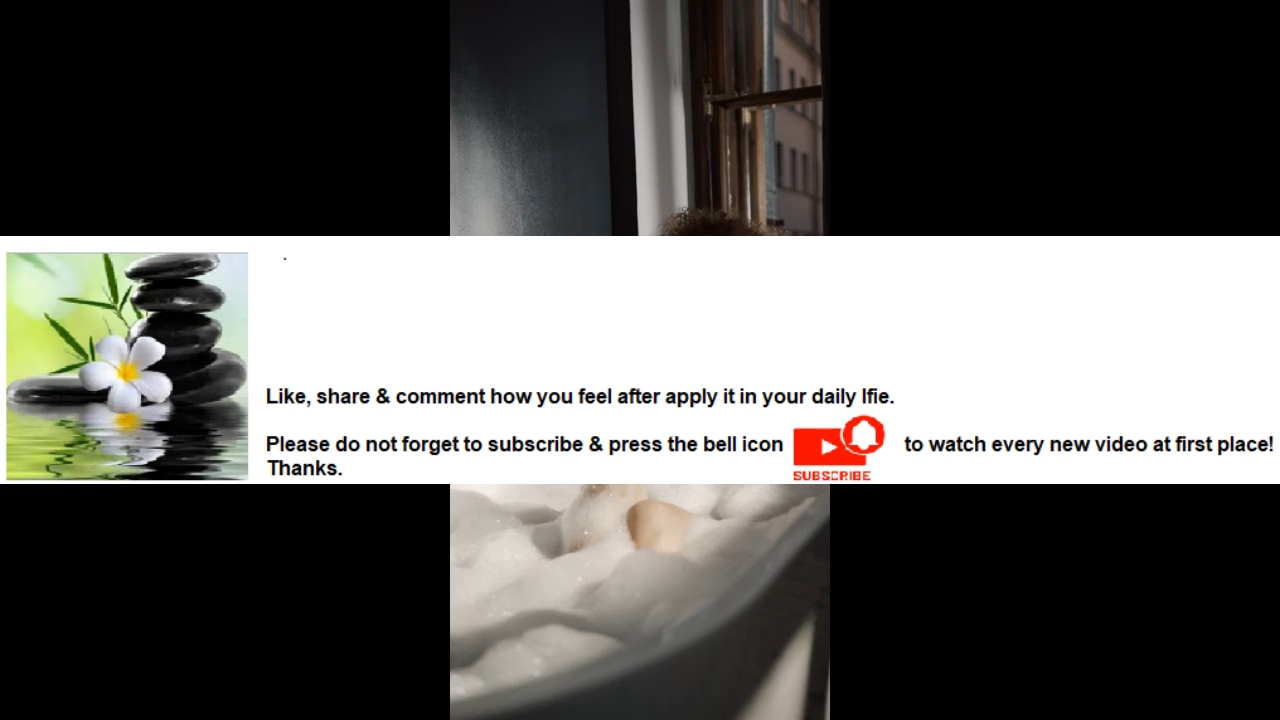 .
Like, share & comment how you feel after apply it in your daily lfie.
Please do not forget to subscribe & press the bell icon to watch every new video at first place!
SUBSCRIBE
Thanks.